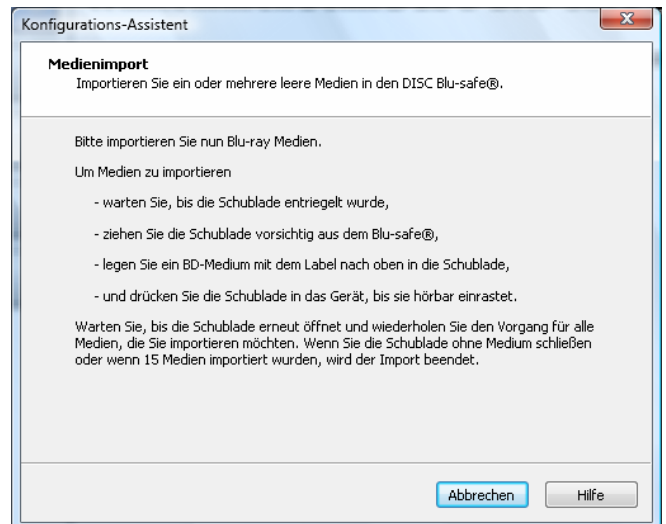 Konfigurations-Assistent
Medienimport
Importieren Sie ein oder mehrere leere Medien in den DISC Blu-safe®.
Bitte importieren Sie nun Blu-ray Medien.
Um Medien zu importieren
- warten Sie, bis die Schublade entriegelt wurde,
- ziehen Sie die Schublade vorsichtig aus dem Blu-safe®,
- legen Sie ein BD-Medium mit dem Label nach oben in die Schublade,
- und drücken Sie die Schublade in das Gerät, bis sie hörbar einrastet.
Warten Sie, bis die Schublade erneut öffnet und wiederholen Sie den Vorgang für alle
Medien, die Sie importieren möchten. Wenn Sie die Schublade ohne Medium schließen
oder wenn 15 Medien importiert wurden, wird der Import beendet.
Abbrechen Hilfe